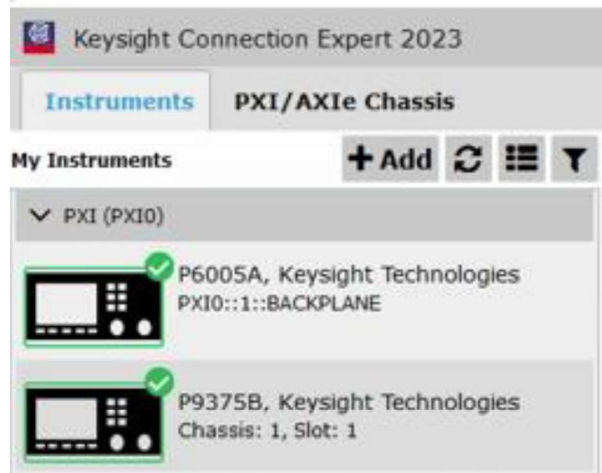 Keysight Connection Expert 2023
Instruments PXI/AXIe Chassis
My Instruments + Add
PXI (PXI0)
P6005A, Keysight Technologies
PXI0::1::BACKPLANE
P9375B, Keysight Technologies
Chassis: 1, Slot: 1